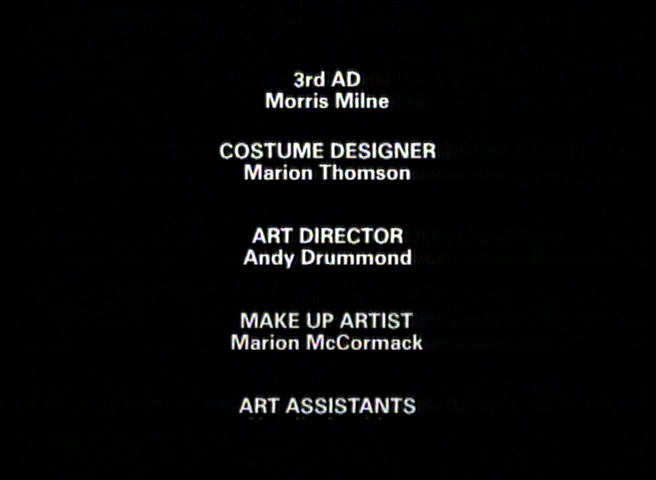 3rd AD
Morris Milne
COSTUME DESIGNER
Marion Thomson
ART DIRECTOR
Andy Drummond
MAKE UP ARTIST
Marion McCormack
ART ASSISTANTS